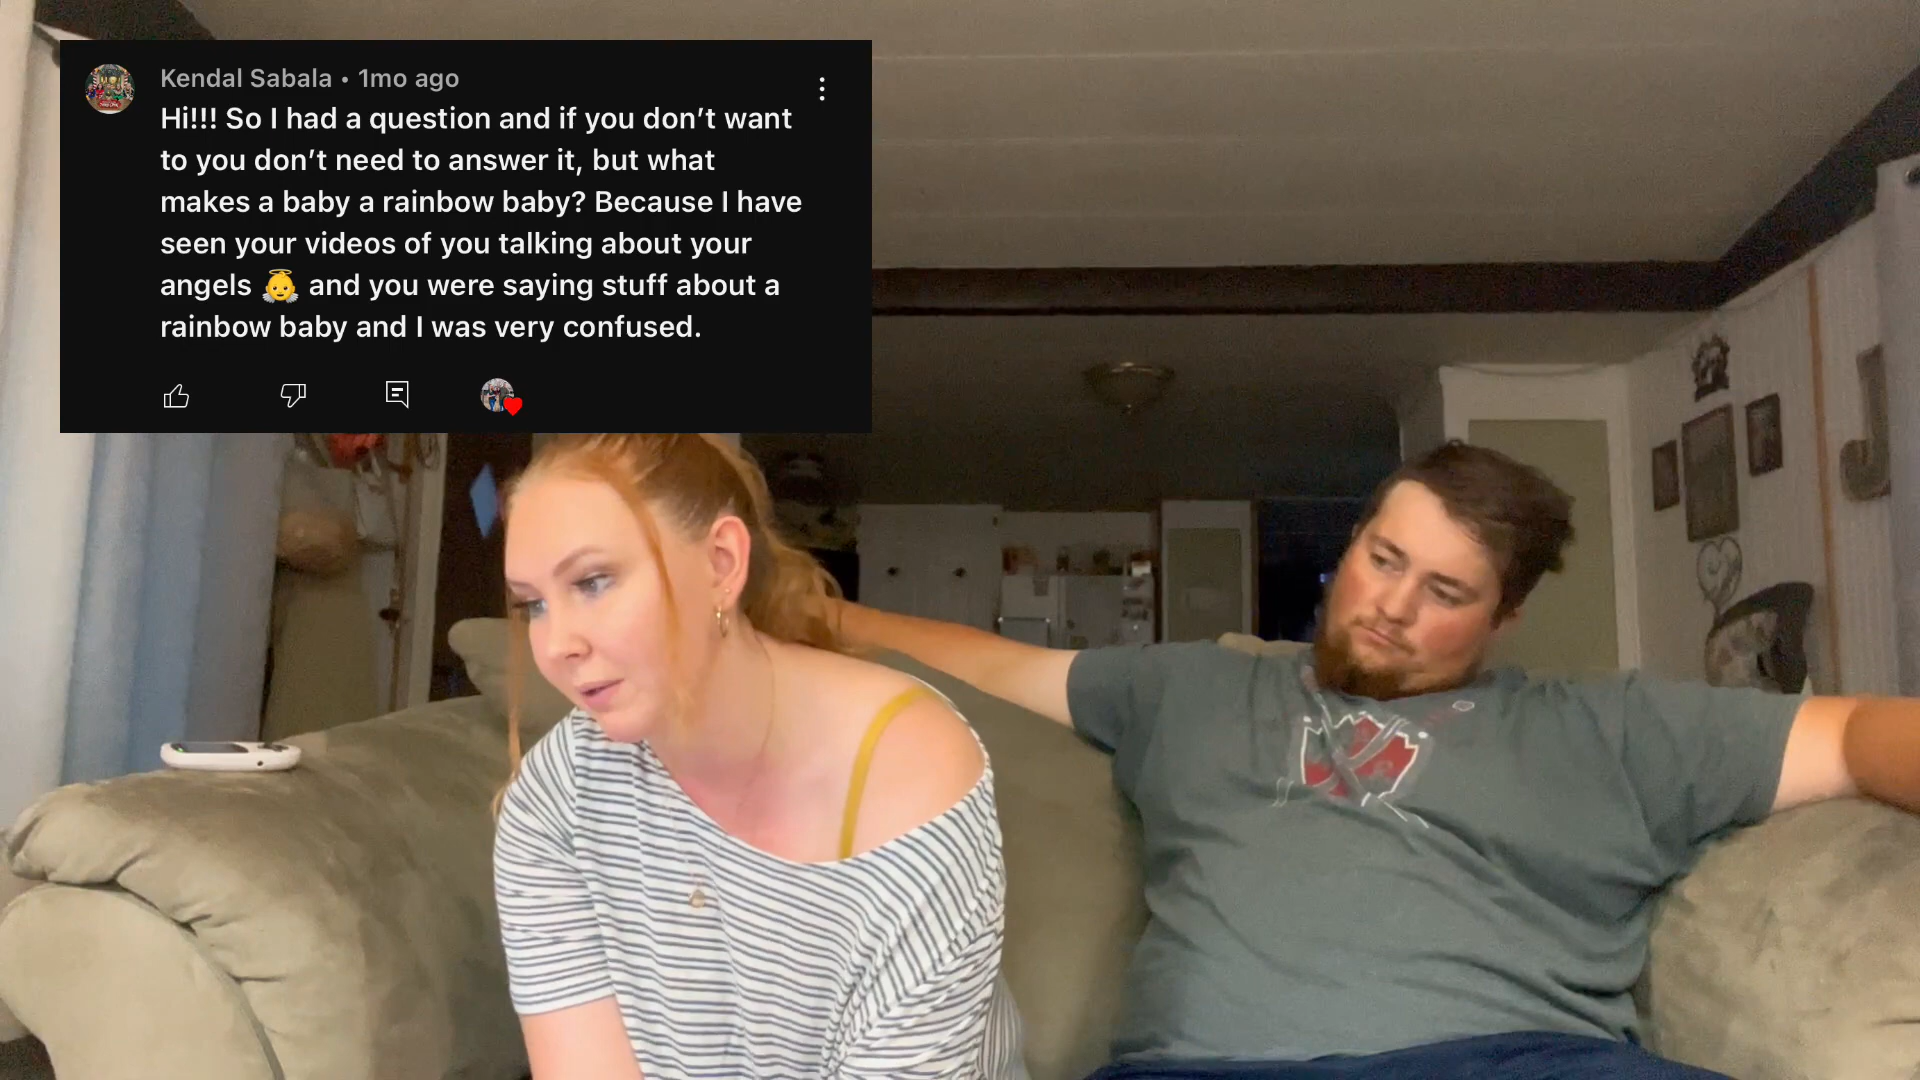 Kendal Sabala • 1mo ago
Hi!!! So I had a question and if you don’t want
to you don’t need to answer it, but what
makes a baby a rainbow baby? Because I have
seen your videos of you talking about your
angels 👼 and you were saying stuff about a
rainbow baby and I was very confused.
J